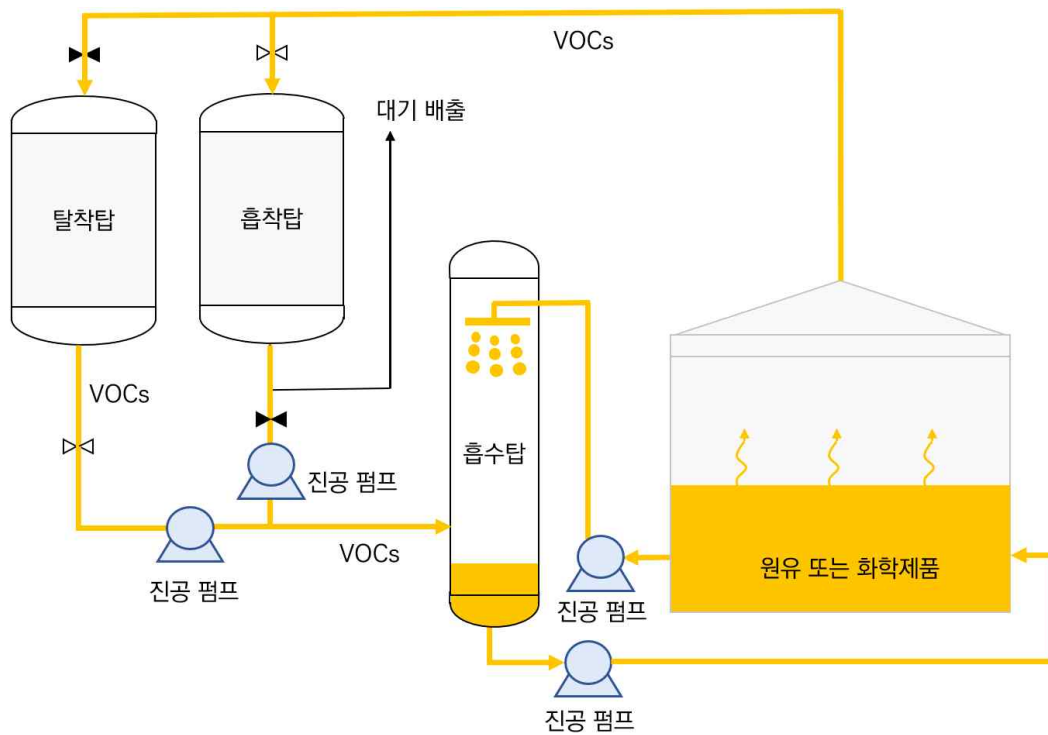 VOCs
대기 배출
탈착탑
흡착탑
VOCs
흡수탑
진공 펌프
VOCs
진공 펌프
원유 또는 화학제품
진공 펌프
진공 펌프